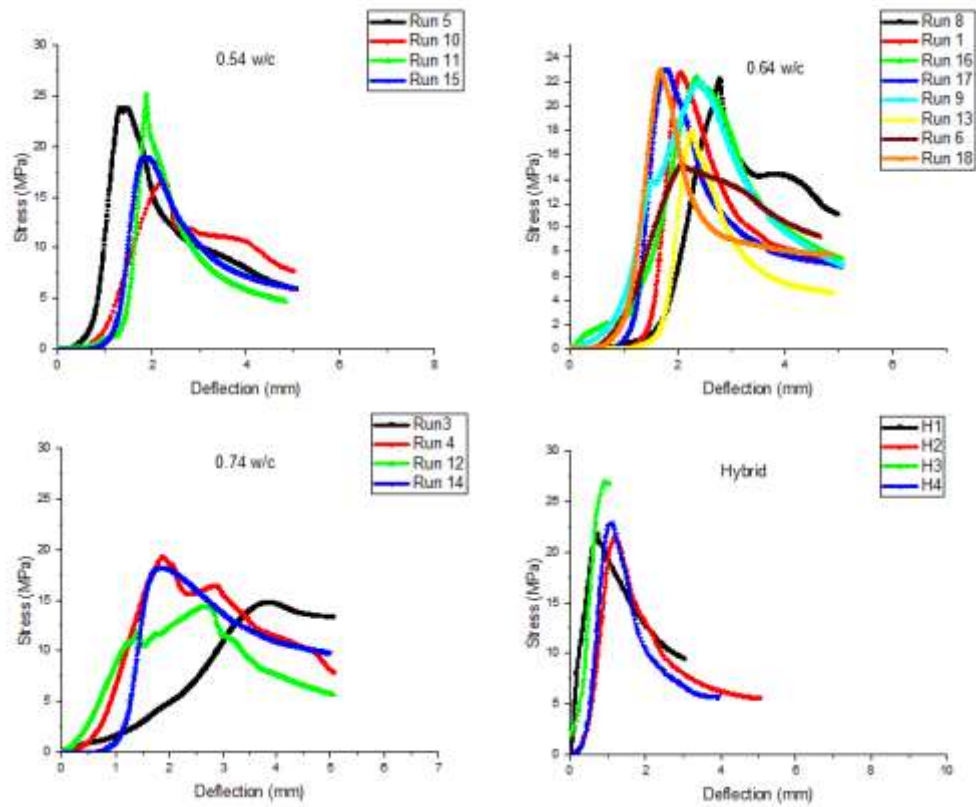 0.54 w/c
Run 5
Run 10
Run 11
Run 15
Stress (MPa)
30
25
20
15
10
5
0
0 2 4 6 8
Deflection (mm)
0.64 w/c
Run 8
Run 1
Run 16
Run 17
Run 9
Run 13
Run 6
Run 18
Stress (MPa)
24
22
20
18
16
14
12
10
8
6
4
2
0
0 2 4 6
Deflection (mm)
0.74 w/c
Run3
Run 4
Run 12
Run 14
Stress (MPa)
30
25
20
15
10
5
0
0 1 2 3 4 5 6 7
Deflection (mm)
Hybrid
H1
H2
H3
H4
Stress (MPa)
30
25
20
15
10
5
0
0 2 4 6 8 10
Deflection (mm)